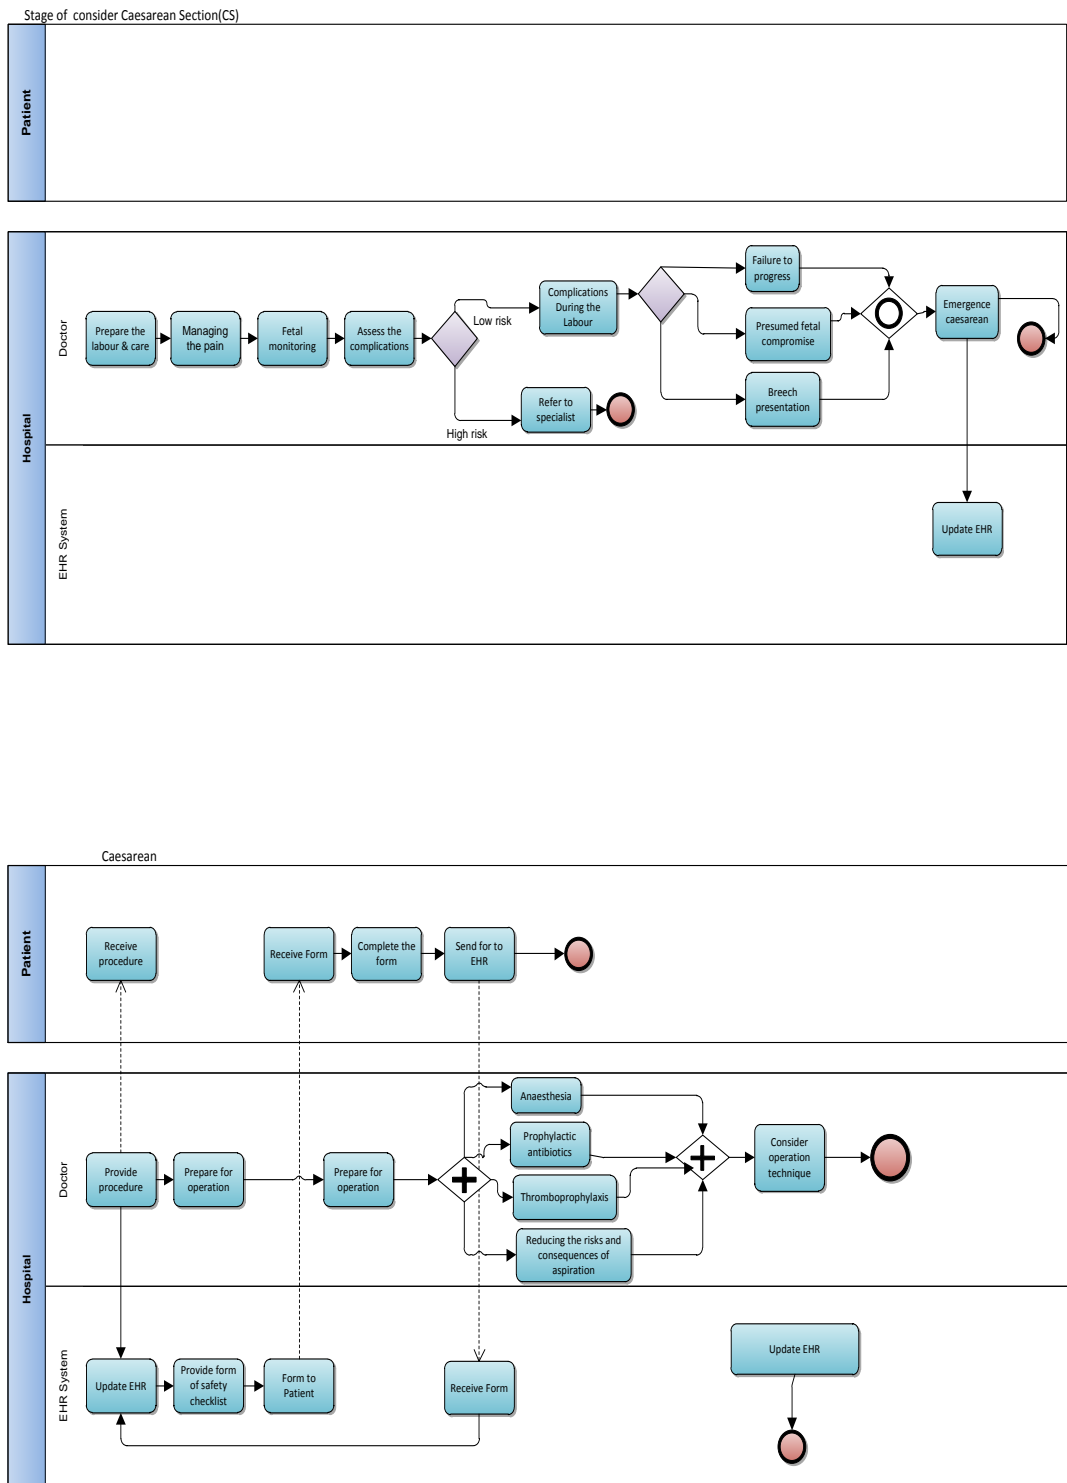 Stage of  consider Caesarean Section(CS)
Patient
Hospital
Doctor
Prepare the
labour & care
Managing
the pain
Fetal
monitoring
Assess the
complications
Low risk
High risk
Complications
During the
Labour
Refer to
specialist
Failure to
progress
Presumed fetal
compromise
Breech
presentation
Emergence
caesarean
EHR System
Update EHR
Caesarean
Patient
Receive
procedure
Receive Form
Complete the
form
Send for to
EHR
Hospital
Doctor
Provide
procedure
Prepare for
operation
Prepare for
operation
Anaesthesia
Prophylactic
antibiotics
Thromboprophylaxis
Reducing the risks and
consequences of
aspiration
Consider
operation
technique
EHR System
Update EHR
Provide form
of safety
checklist
Form to
Patient
Receive Form
Update EHR